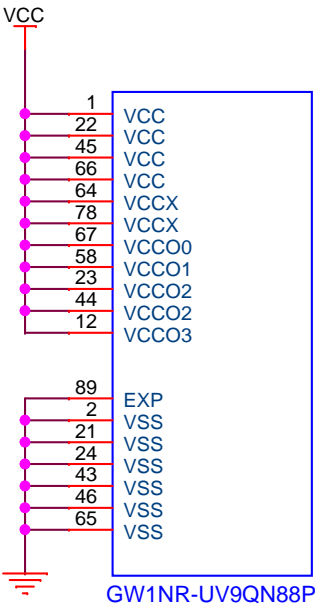 VCC
1 VCC
22 VCC
45 VCC
66 VCC
64 VCCX
78 VCCX
67 VCCO0
58 VCCO1
23 VCCO2
44 VCCO2
12 VCCO3
89 EXP
2 VSS
21 VSS
24 VSS
43 VSS
46 VSS
65 VSS
GW1NR-UV9QN88P